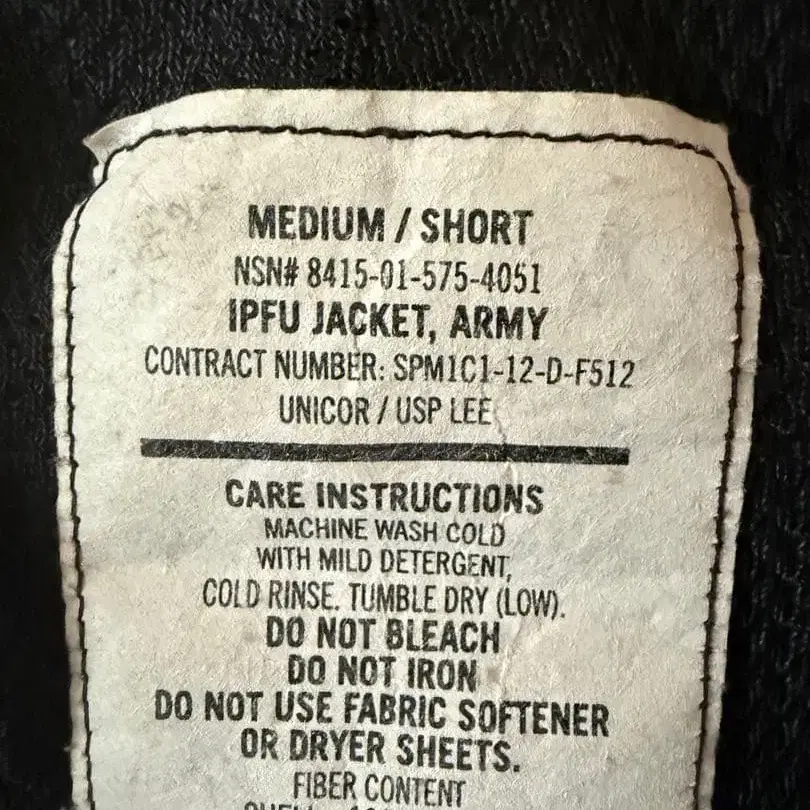 MEDIUM / SHORT
NSN# 8415-01-575-4051
IPFU JACKET, ARMY
CONTRACT NUMBER: SPM1C1-12-D-F512
UNICOR / USP LEE
CARE INSTRUCTIONS
MACHINE WASH COLD
WITH MILD DETERGENT,
COLD RINSE. TUMBLE DRY (LOW).
DO NOT BLEACH
DO NOT IRON
DO NOT USE FABRIC SOFTENER
OR DRYER SHEETS.
FIBER CONTENT